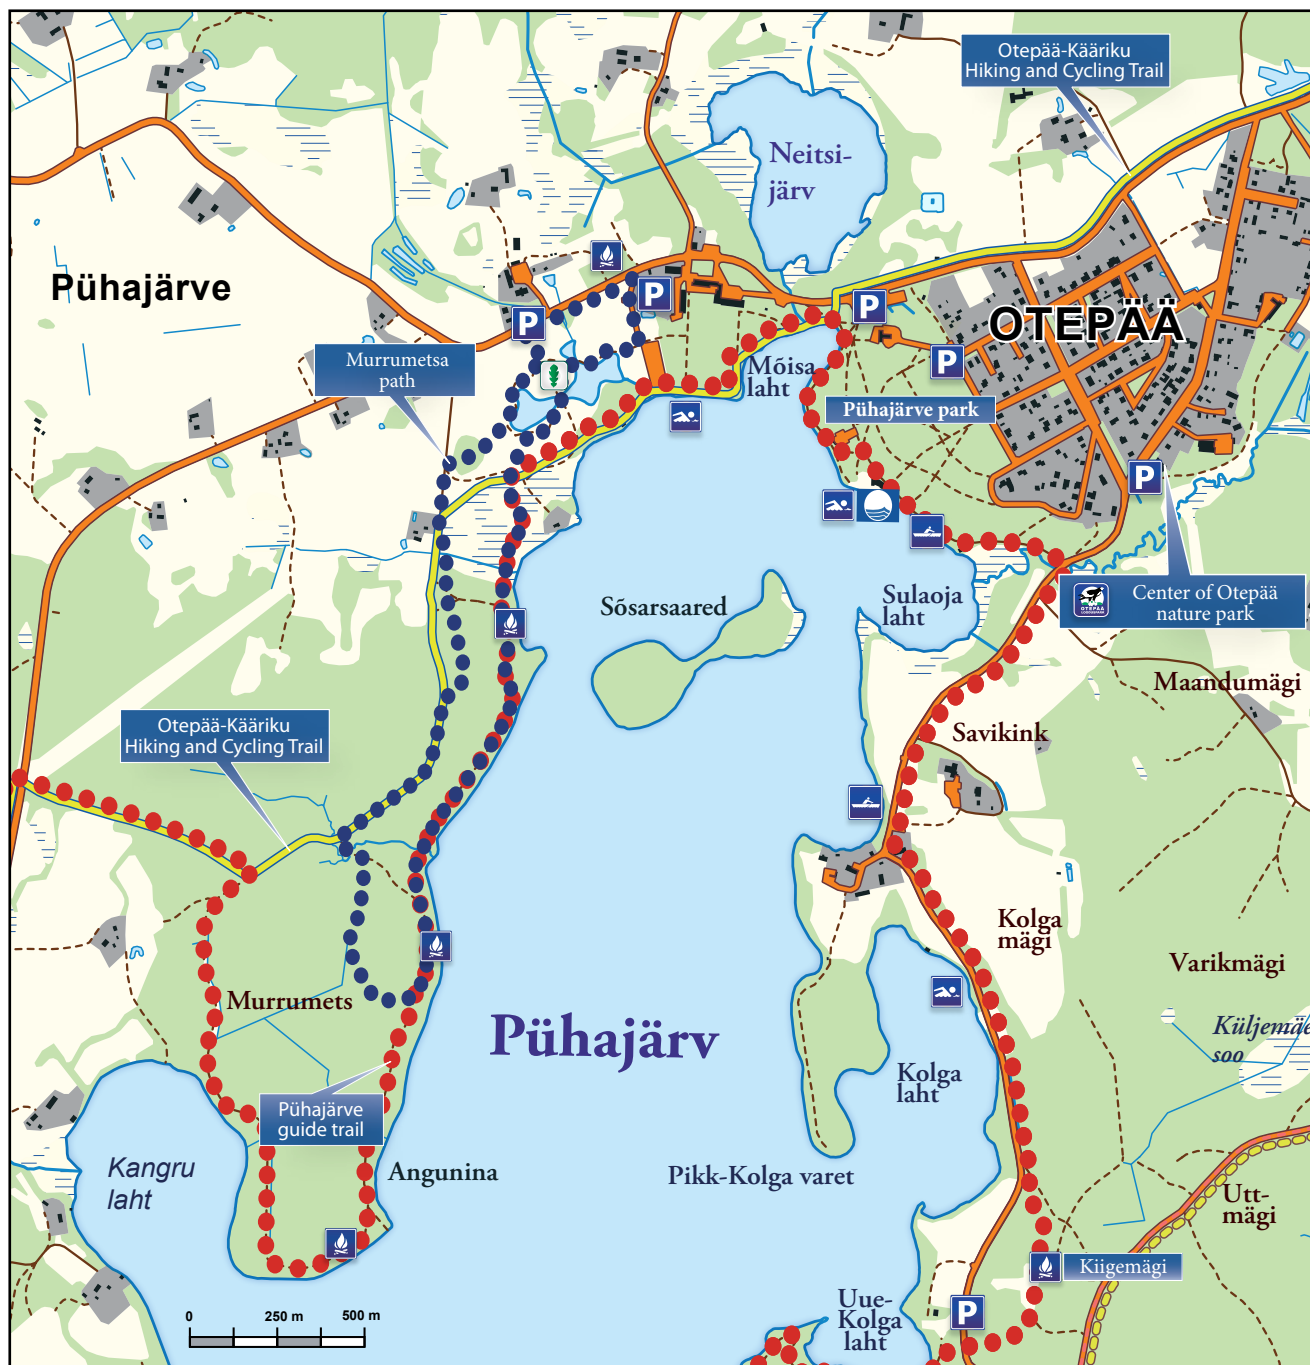 Otepää-Kääriku
Hiking and Cycling Trail
Neitsi-
järv
Pühajärve
P
P
P
OTEPÄÄ
P
Murrumetsa
path
Mõisa
laht
Pühajärve park
P
Sõsarsaared
Sulaoja
laht
OTEPÄÄ
Center of Otepää
nature park
Maandumägi
Otepää-Kääriku
Hiking and Cycling Trail
Savikink
Kolga
mägi
Varikmägi
Murrumets
Pühajärv
Küljemäe
soo
Kolga
laht
Pühajärve
guide trail
Kangru
laht
Angunina
Pikk-Kolga varet
Utt-
mägi
Kiigemägi
Uue-
Kolga
laht
P
0 250 m 500 m